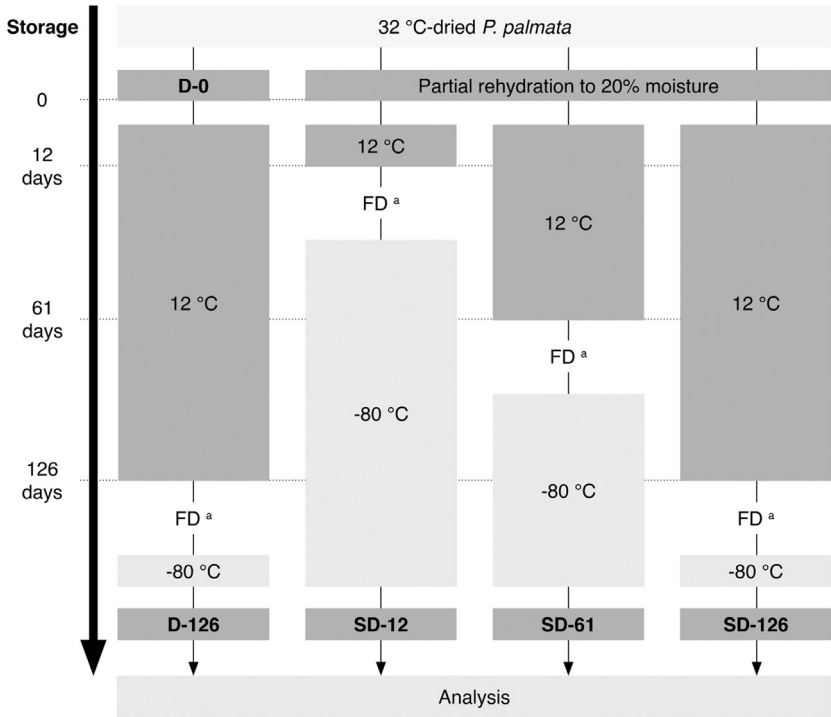 Storage
32 °C-dried P. palmata
D-0
Partial rehydration to 20% moisture
0
12 °C
12
days
FD ª
12 °C
12 °C
12 °C
61
days
FD ª
-80 °C
-80 °C
126
days
FD ª
FD ª
-80 °C
-80 °C
D-126
SD-12
SD-61
SD-126
Analysis